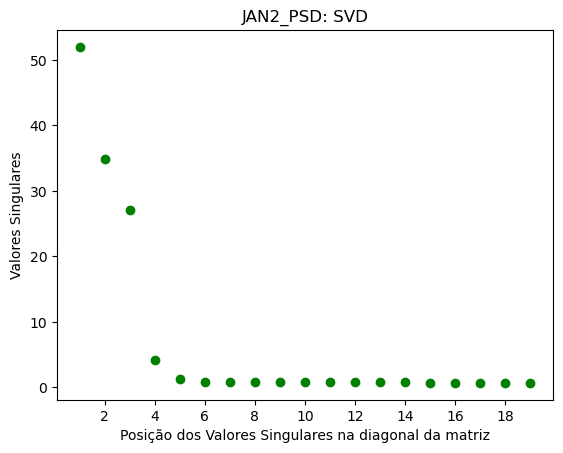 JAN2_PSD: SVD
Valores Singulares
50
40
30
20
10
0
2 4 6 8 10 12 14 16 18
Posição dos Valores Singulares na diagonal da matriz